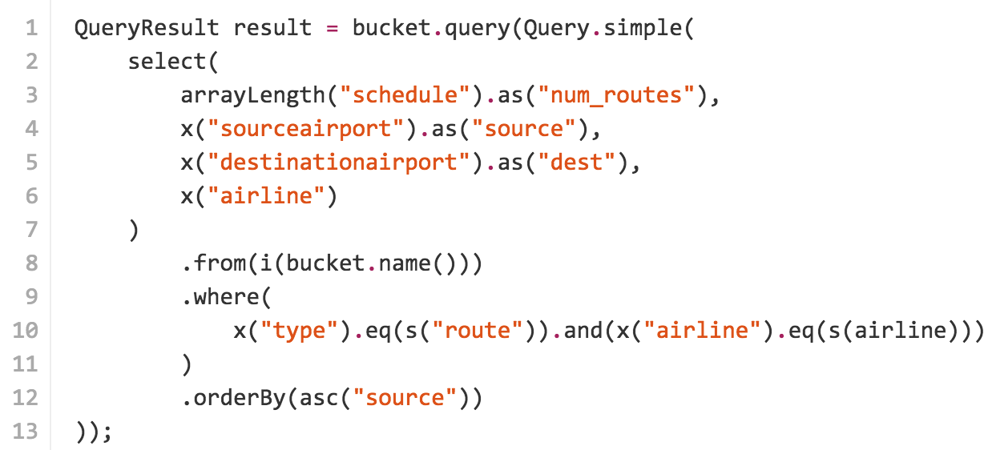 1 QueryResult result = bucket.query(Query.simple(
2     select(
3         arrayLength("schedule").as("num_routes"),
4         x("sourceairport").as("source"),
5         x("destinationairport").as("dest"),
6         x("airline")
7     )
8         .from(i(bucket.name()))
9         .where(
10             x("type").eq(s("route")).and(x("airline").eq(s(airline)))
11         )
12         .orderBy(asc("source"))
13 ));